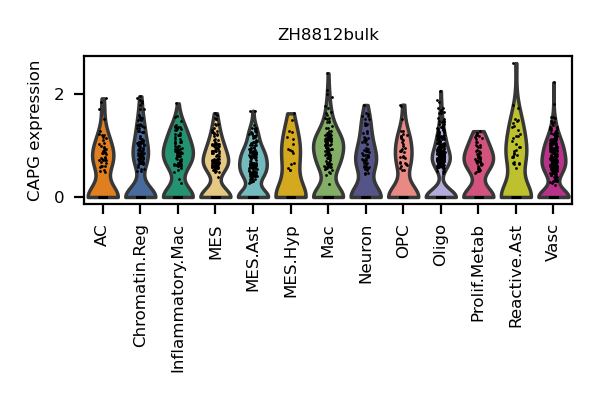 ZH8812bulk
CAPG expression
2
0
AC
Chromatin.Reg
Inflammatory.Mac
MES
MES.Ast
MES.Hyp
Mac
Neuron
OPC
Oligo
Prolif.Metab
Reactive.Ast
Vasc